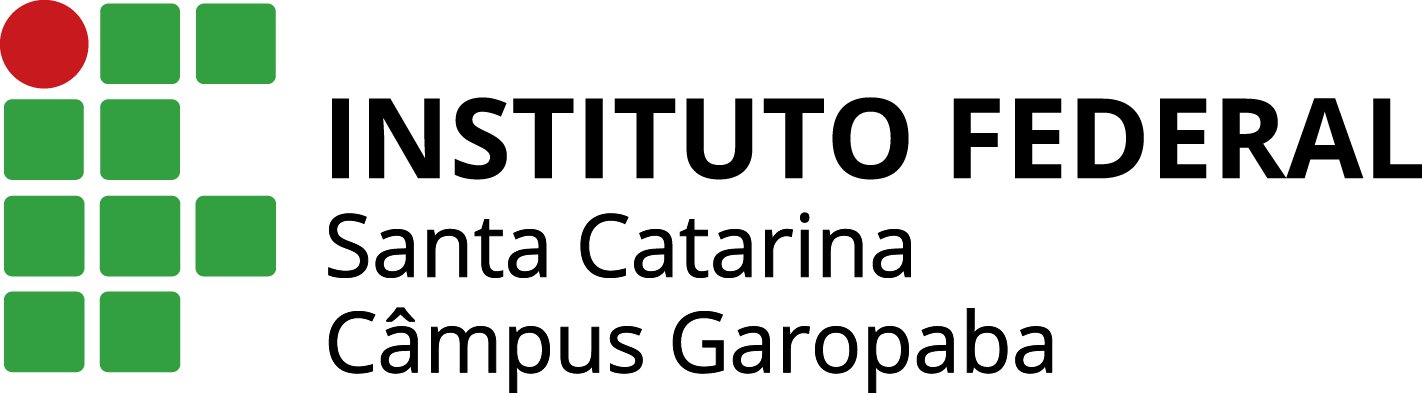 INSTITUTO FEDERAL
Santa Catarina
Câmpus Garopaba